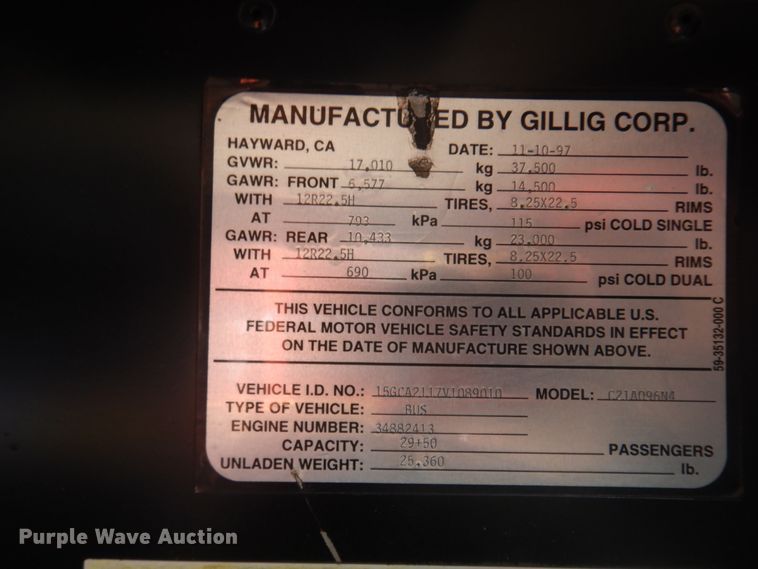 MANUFACTURED BY GILLIG CORP.
HAYWARD, CA DATE: 11-10-97
GVWR: 17,010 kg 37,500 lb.
GAWR: FRONT 6,577 kg 14,500 lb.
WITH 12R22.5H TIRES, 8.25X22.5 RIMS
AT 793 kPa 115 psi COLD SINGLE
GAWR: REAR 10,433 kg 23,000 lb.
WITH 12R22.5H TIRES, 8.25X22.5 RIMS
AT 690 kPa 100 psi COLD DUAL
THIS VEHICLE CONFORMS TO ALL APPLICABLE U.S.
FEDERAL MOTOR VEHICLE SAFETY STANDARDS IN EFFECT
ON THE DATE OF MANUFACTURE SHOWN ABOVE.
59-35132-000 C
VEHICLE I.D. NO.: 15GCA2117V1089010 MODEL: C21A096N4
TYPE OF VEHICLE: BUS
ENGINE NUMBER: 34882413
CAPACITY: 29+50 PASSENGERS
UNLADEN WEIGHT: 25,360 lb.
Purple Wave Auction